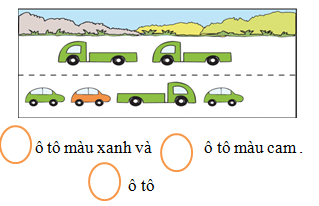 ô tô màu xanh và ô tô màu cam .
ô tô